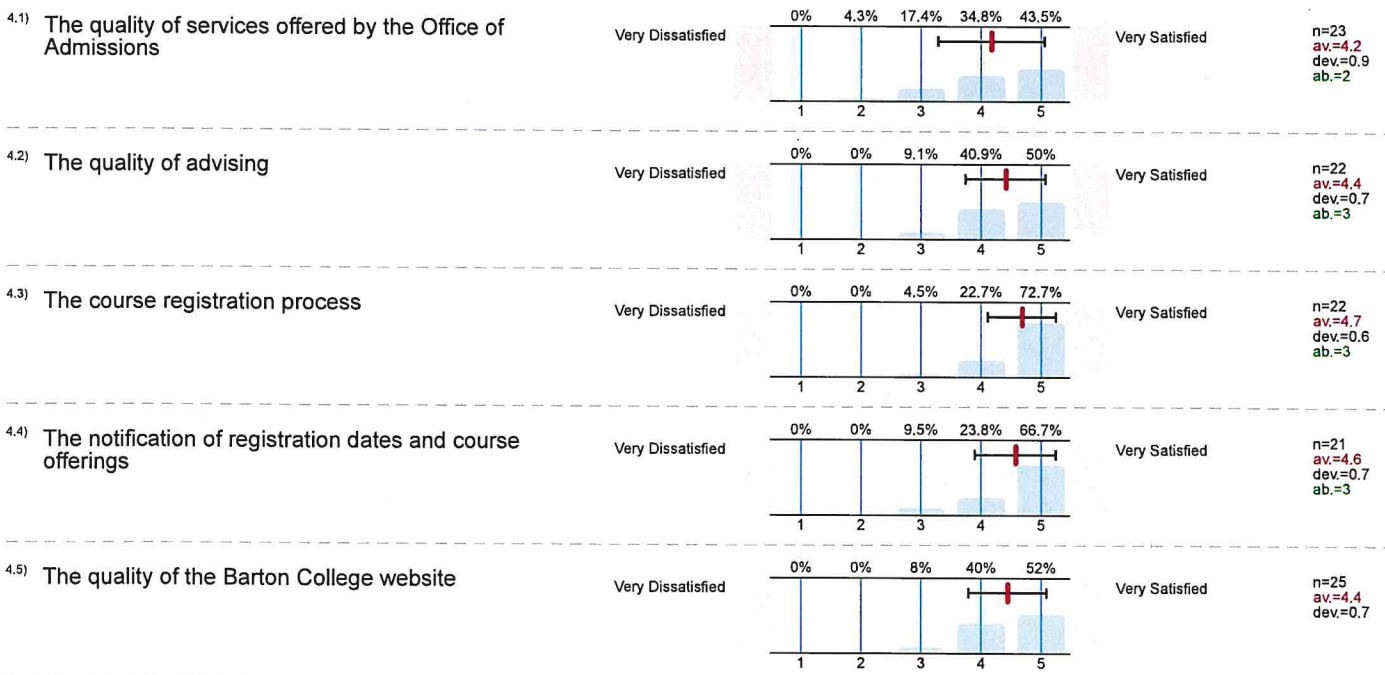 4.1) The quality of services offered by the Office of
Admissions
Very Dissatisfied
0% 4.3% 17.4% 34.8% 43.5%
1 2 3 4 5
Very Satisfied
n=23
av.=4.2
dev.=0.9
ab.=2
4.2) The quality of advising
Very Dissatisfied
0% 0% 9.1% 40.9% 50%
1 2 3 4 5
Very Satisfied
n=22
av.=4.4
dev.=0.7
ab.=3
4.3) The course registration process
Very Dissatisfied
0% 0% 4.5% 22.7% 72.7%
1 2 3 4 5
Very Satisfied
n=22
av.=4.7
dev.=0.6
ab.=3
4.4) The notification of registration dates and course
offerings
Very Dissatisfied
0% 0% 9.5% 23.8% 66.7%
1 2 3 4 5
Very Satisfied
n=21
av.=4.6
dev.=0.7
ab.=3
4.5) The quality of the Barton College website
Very Dissatisfied
0% 0% 8% 40% 52%
1 2 3 4 5
Very Satisfied
n=25
av.=4.4
dev.=0.7